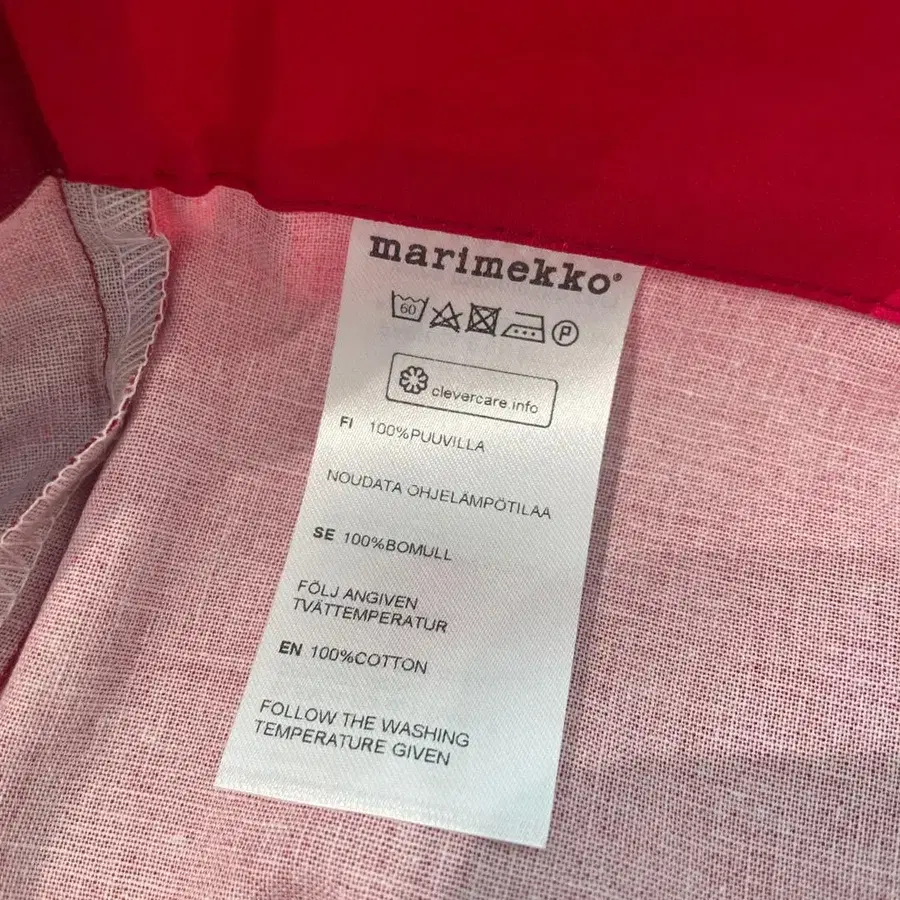 marimekko®
60
P
clevercare.info
FI 100%PUUVILLA
NOUDATA OHJELÄMPÖTILAA
SE 100%BOMULL
FÖLJ ANGIVEN
TVÄTTEMPERATUR
EN 100%COTTON
FOLLOW THE WASHING
TEMPERATURE GIVEN